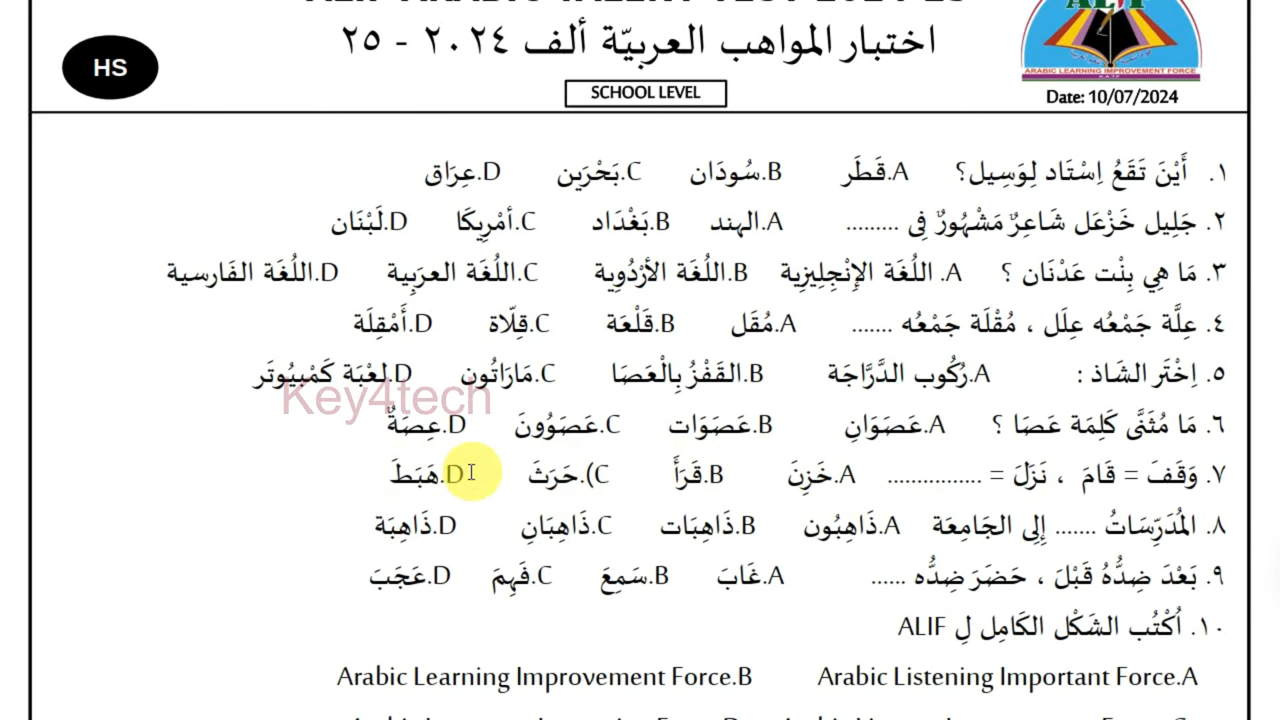 اختبار المواهب العربيّة ألف ٢٠٢٤ - ٢٥
HS
SCHOOL LEVEL
ARABIC LEARNING IMPROVEMENT FORCE
Date: 10/07/2024
١. أَيْنَ تَقَعُ اِسْتَاد لِوَسِيل؟ A.قَطَر B.سُودَان C.بَحْرَين D.عِرَاق
٢. جَلِيل خَزْعَل شَاعِرٌ مَشْهُورٌ فِى ......... A.الهند B.بَغْدَاد C.أمْرِيكَا D.لَبْنَان
٣. مَا هِي بِنْت عَدْنَان ؟ A. اللُغَة الإنْجِلِيزِية B.اللُغَة الأرْدُوِية C.اللُغَة العرَبِية D.اللُغَة الفَارسية
٤. عِلَّة جَمْعُه عِلَل ، مُقْلَة جَمْعُه ....... A.مُقَل B.قَلْعَة C.قِلّاة D.أَمْقِلَة
٥. اِخْتَر الشَاذ : A.رُكُوب الدَّرَّاجَة B.القَفْزُ بِالْعَصَا C.مَارَاتُون D.لعْبَة كَمْبِيُوتَر
Key4tech
٦. مَا مُثَنَّى كَلِمَة عَصَا ؟ A.عَصَوَانِ B.عَصَوَات C.عَصَوُونَ D.عِصَةٌ
٧. وَقَفَ = قَامَ ، نَزَلَ = ................ A.خَزِنَ B.قَرَأَ C).حَرَثَ D.هَبَطَ
٨. المُدَرِّسَاتُ ....... إِلى الجَامِعَة A.ذَاهِبُون B.ذَاهِبَات C.ذَاهِبَانِ D.ذَاهِبَة
٩. بَعْدَ ضِدُّهُ قَبْلَ ، حَضَرَ ضِدُّه ...... A.غَابَ B.سَمِعَ C.فَهِمَ D.عَجَبَ
١٠. اُكْتُب الشَكْل الكَامِل لِ ALIF
Arabic Listening Important Force.A Arabic Learning Improvement Force.B